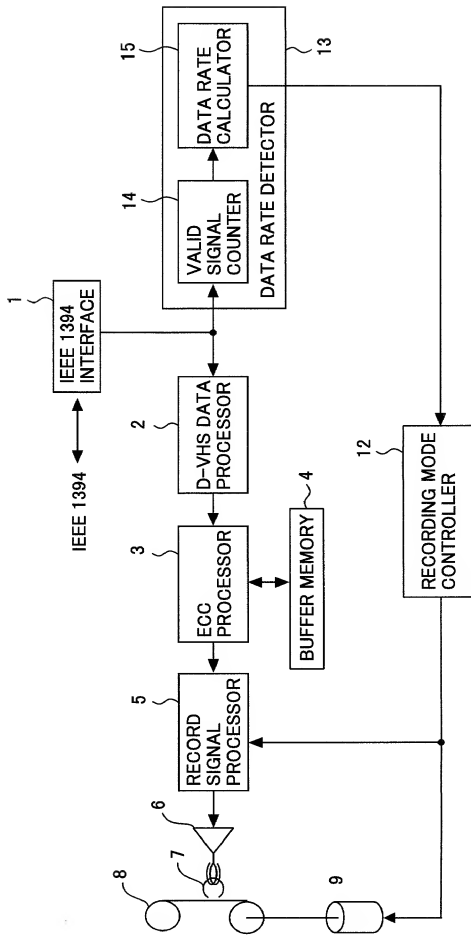 15
DATA RATE
CALCULATOR
13
14
VALID
SIGNAL
COUNTER
DATA RATE DETECTOR
1
IEEE 1394
INTERFACE
IEEE 1394
2
D-VHS DATA
PROCESSOR
3
ECC
PROCESSOR
4
BUFFER MEMORY
12
RECORDING MODE
CONTROLLER
5
RECORD
SIGNAL
PROCESSOR
6
7
8
9